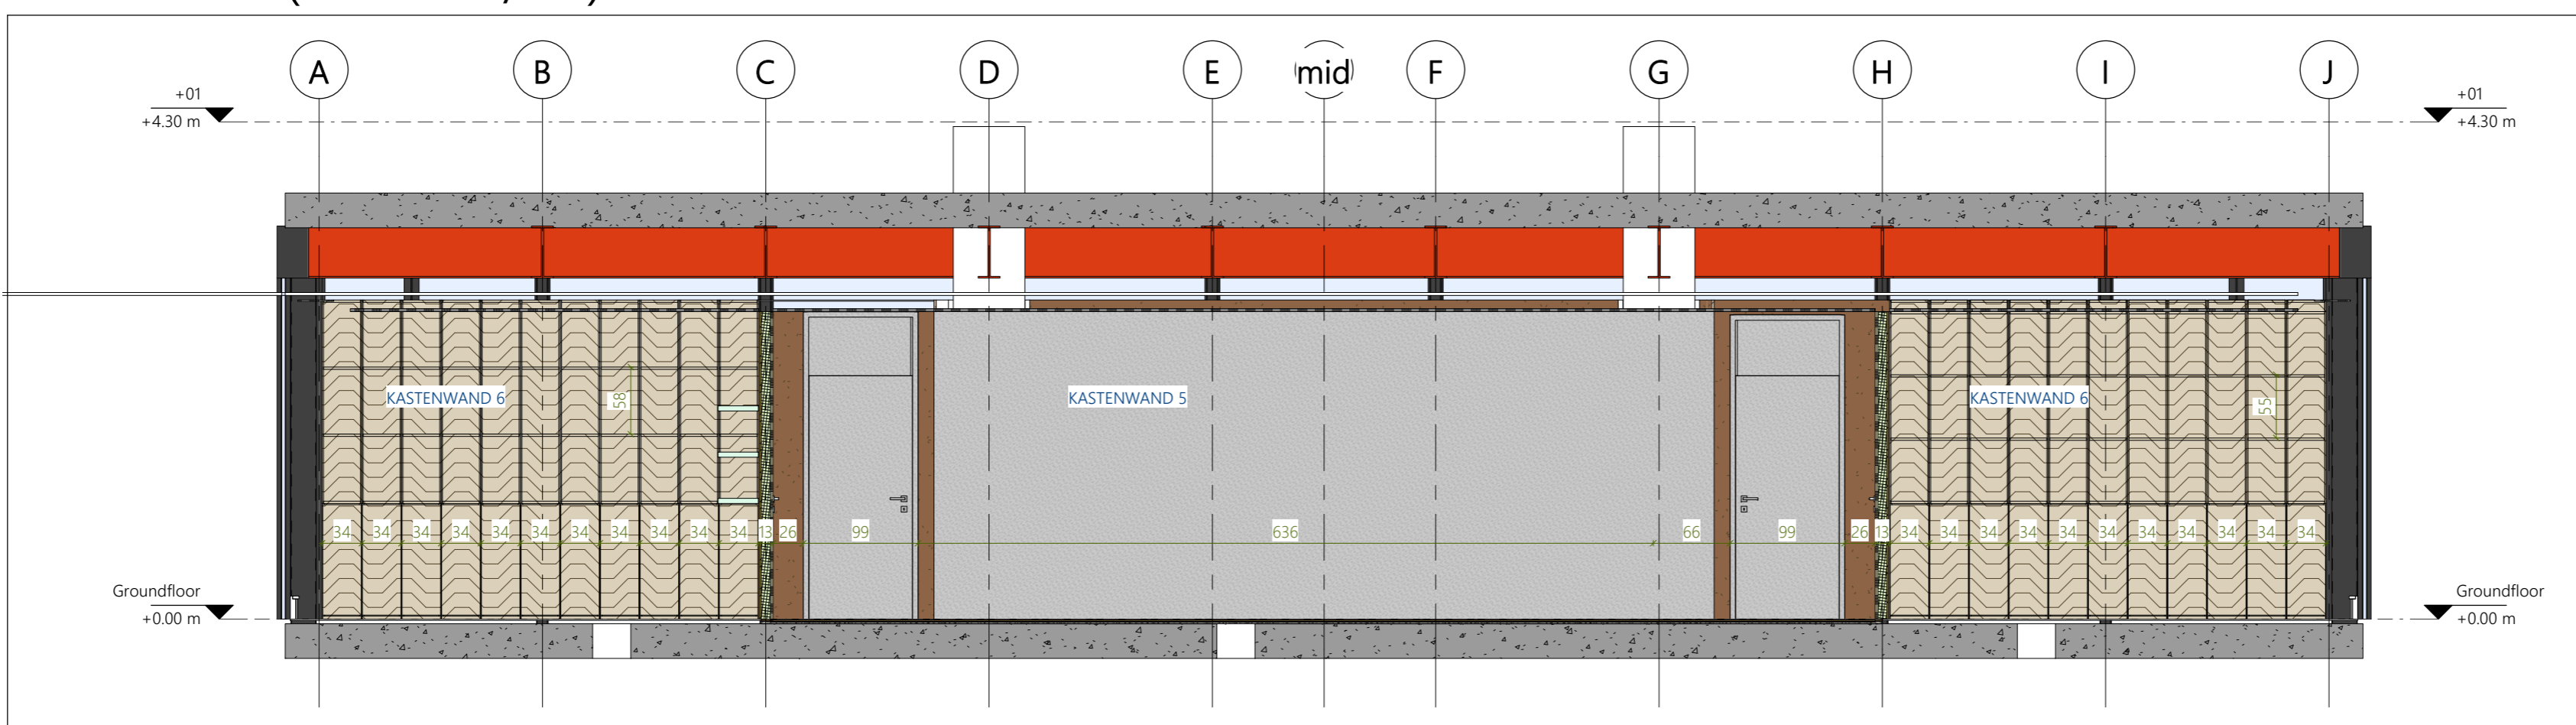 A B C D E mid F G H I J
+01 +01
+4.30 m +4.30 m
KASTENWAND 6 58 KASTENWAND 5 KASTENWAND 6 55
34 34 34 34 34 34 34 34 34 34 34 13 26 99 636 66 99 26 13 34 34 34 34 34 34 34 34 34 34 34
Groundfloor Groundfloor
+0.00 m +0.00 m